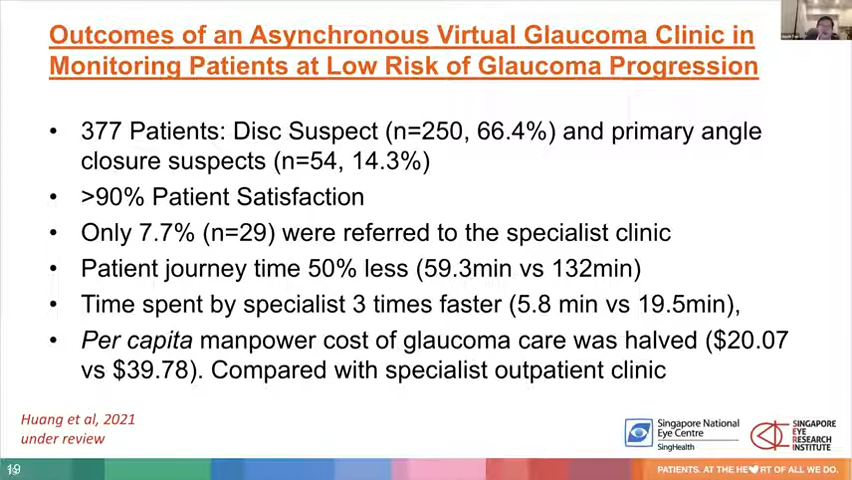 Outcomes of an Asynchronous Virtual Glaucoma Clinic in
Monitoring Patients at Low Risk of Glaucoma Progression
• 377 Patients: Disc Suspect (n=250, 66.4%) and primary angle
closure suspects (n=54, 14.3%)
• >90% Patient Satisfaction
• Only 7.7% (n=29) were referred to the specialist clinic
• Patient journey time 50% less (59.3min vs 132min)
• Time spent by specialist 3 times faster (5.8 min vs 19.5min),
• Per capita manpower cost of glaucoma care was halved ($20.07
vs $39.78). Compared with specialist outpatient clinic
Huang et al, 2021
under review
Singapore National
Eye Centre
SingHealth
SINGAPORE
EYE
RESEARCH
INSTITUTE
PATIENTS. AT THE HE RT OF ALL WE DO.